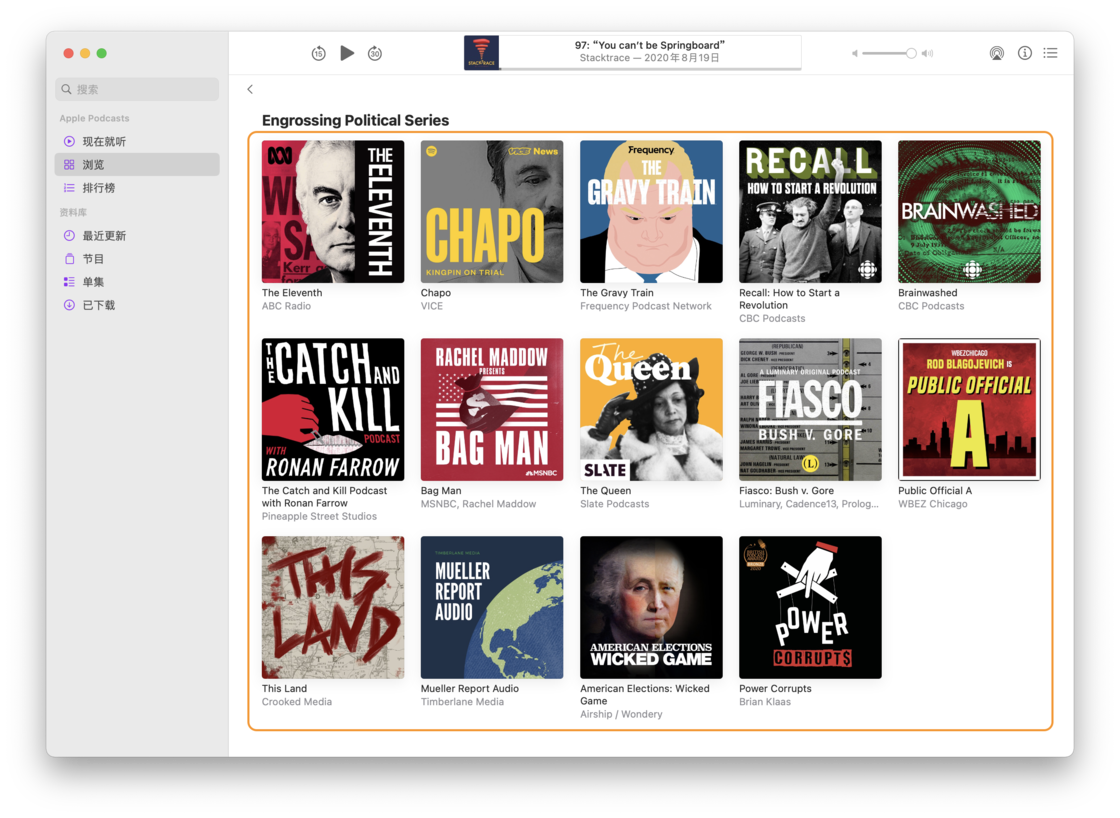 97: “You can’t be Springboard”
Stacktrace — 2020年8月19日
15
30
STACKTRACE
搜索
Apple Podcasts
现在就听
浏览
排行榜
资料库
最近更新
节目
单集
已下载
Engrossing Political Series
THE ELEVENTH
The Eleventh
ABC Radio
VICE News
CHAPO
KINGPIN ON TRIAL
Chapo
VICE
Frequency
THE
GRAVY TRAIN
The Gravy Train
Frequency Podcast Network
RECALL
HOW TO START A REVOLUTION
Recall: How to Start a
Revolution
CBC Podcasts
BRAINWASHED
Brainwashed
CBC Podcasts
THE
CATCH AND
KILL
PODCAST
WITH
RONAN FARROW
The Catch and Kill Podcast
with Ronan Farrow
Pineapple Street Studios
RACHEL MADDOW
PRESENTS
BAG MAN
MSNBC
Bag Man
MSNBC, Rachel Maddow
The
Queen
SLATE
The Queen
Slate Podcasts
A LUMINARY ORIGINAL PODCAST
FIASCO
BUSH V. GORE
Fiasco: Bush v. Gore
Luminary, Cadence13, Prolog...
WBEZCHICAGO
ROD BLAGOJEVICH IS
PUBLIC OFFICIAL
A
Public Official A
WBEZ Chicago
THIS
LAND
This Land
Crooked Media
TIMBERLANE MEDIA
MUELLER
REPORT
AUDIO
Mueller Report Audio
Timberlane Media
AMERICAN ELECTIONS
WICKED GAME
American Elections: Wicked
Game
Airship / Wondery
POWER
CORRUPT$
Power Corrupts
Brian Klaas